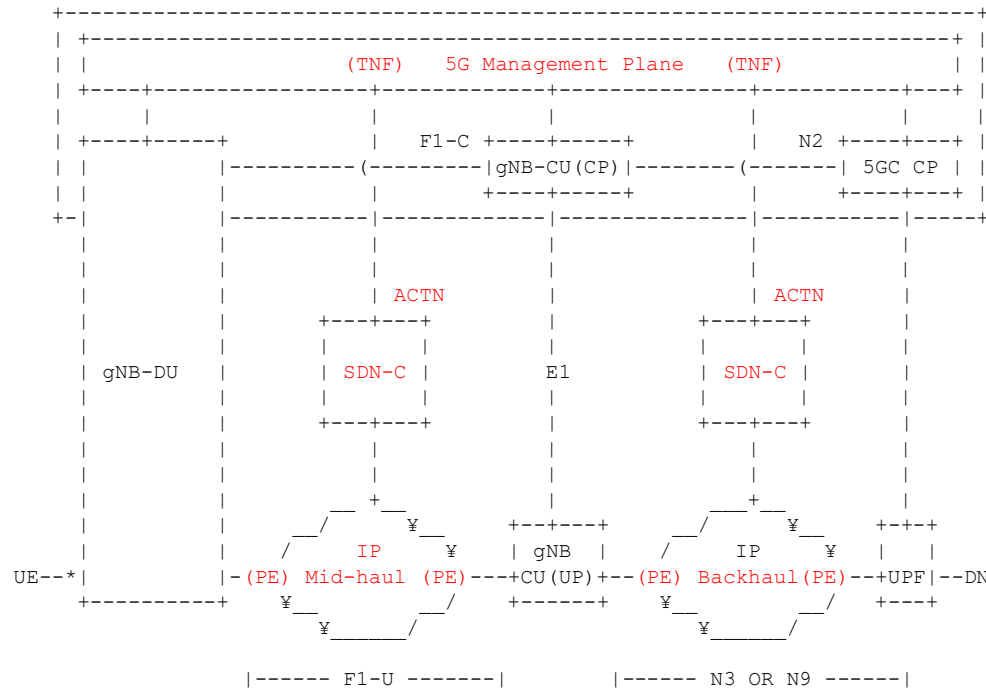 (TNF) 5G Management Plane (TNF)
F1-C N2
gNB-CU(CP) 5GC CP
ACTN ACTN
gNB-DU SDN-C E1 SDN-C
gNB
IP IP
UE--* (PE) Mid-haul (PE) CU(UP) (PE) Backhaul(PE) UPF --DN
F1-U N3 OR N9